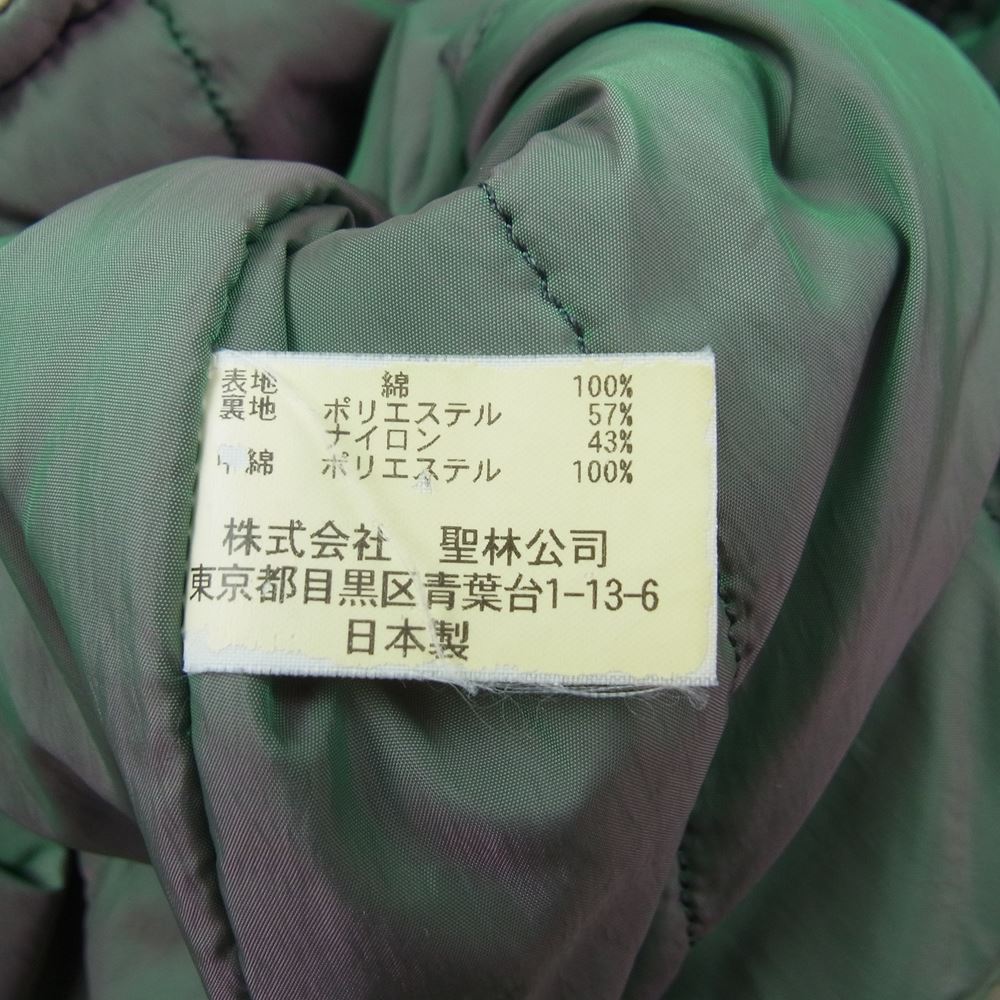 表地 綿 100%
裏地 ポリエステル 57%
ナイロン 43%
中綿 ポリエステル 100%
株式会社 聖林公司
東京都目黒区青葉台1-13-6
日本製